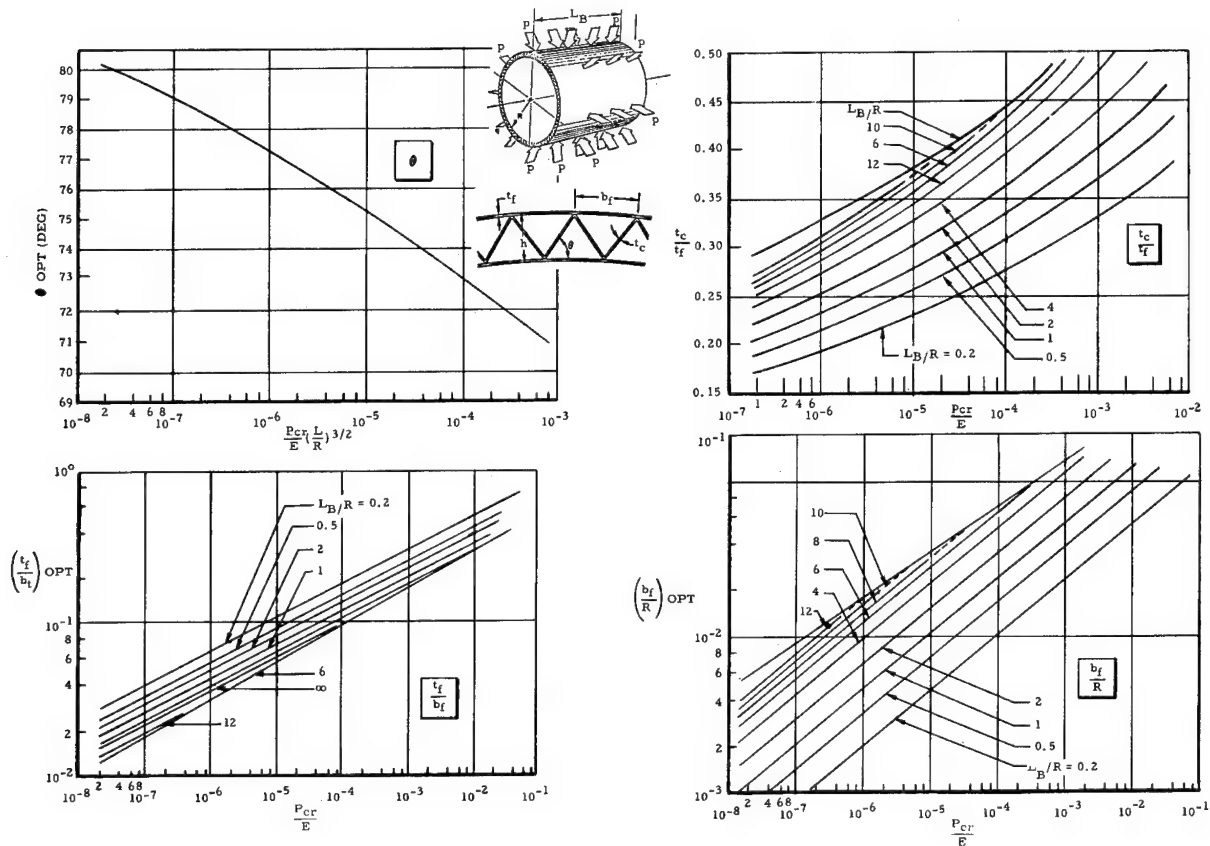 80
79
78
77
76
75
74
73
72
71
70
69
θ OPT (DEG)
θ
10⁻⁸ 2 4 6 8 10⁻⁷ 10⁻⁶ 10⁻⁵ 10⁻⁴ 10⁻³
Pcr/E (L/R) 3/2
L_B
P P P
P P
P P
P P
P P P
P
R
t_f b_f
h θ t_c
0.50
0.45
0.40
0.35
0.30
0.25
0.20
0.15
t_c/t_f
L_B/R
10
6
12
t_c/t_f
4
2
1
0.5
L_B/R = 0.2
10⁻⁷ 1 2 4 6 10⁻⁶ 10⁻⁵ 10⁻⁴ 10⁻³ 10⁻²
Pcr/E
10⁰
L_B/R = 0.2
0.5
2
1
(t_f/b_t) OPT
10⁻¹
8
6
4
2
10⁻²
6
∞
12
t_f/b_f
10⁻⁸ 2 4 6 8 10⁻⁷ 10⁻⁶ 10⁻⁵ 10⁻⁴ 10⁻³ 10⁻² 10⁻¹
Pcr/E
10⁻¹
10
8
6
4
12
(b_f/R) OPT
10⁻²
8
6
4
2
10⁻³
b_f/R
2
1
0.5
L_B/R = 0.2
10⁻⁸ 2 4 6 8 10⁻⁷ 10⁻⁶ 10⁻⁵ 10⁻⁴ 10⁻³ 10⁻² 10⁻¹
Pcr/E